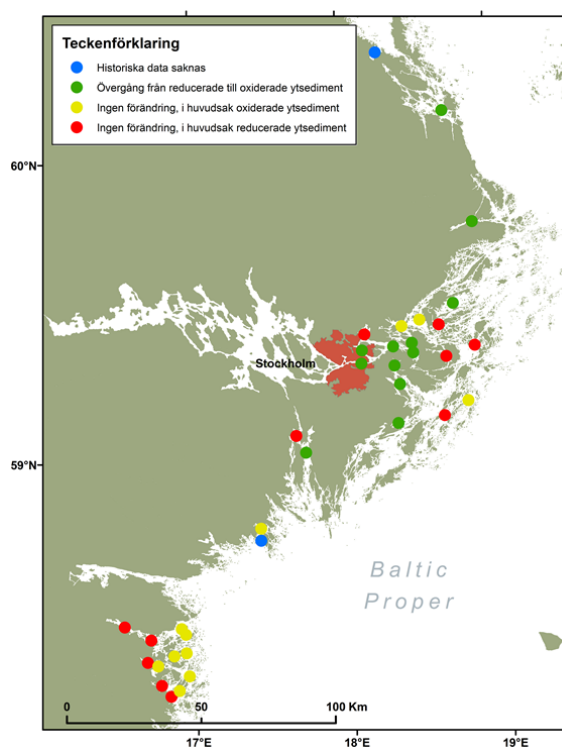 Teckenförklaring
Historiska data saknas
Övergång från reducerade till oxiderade ytsediment
Ingen förändring, i huvudsak oxiderade ytsediment
Ingen förändring, i huvudsak reducerade ytsediment
60°N
Stockholm
59°N
Baltic
Proper
0 50 100 Km
17°E 18°E 19°E